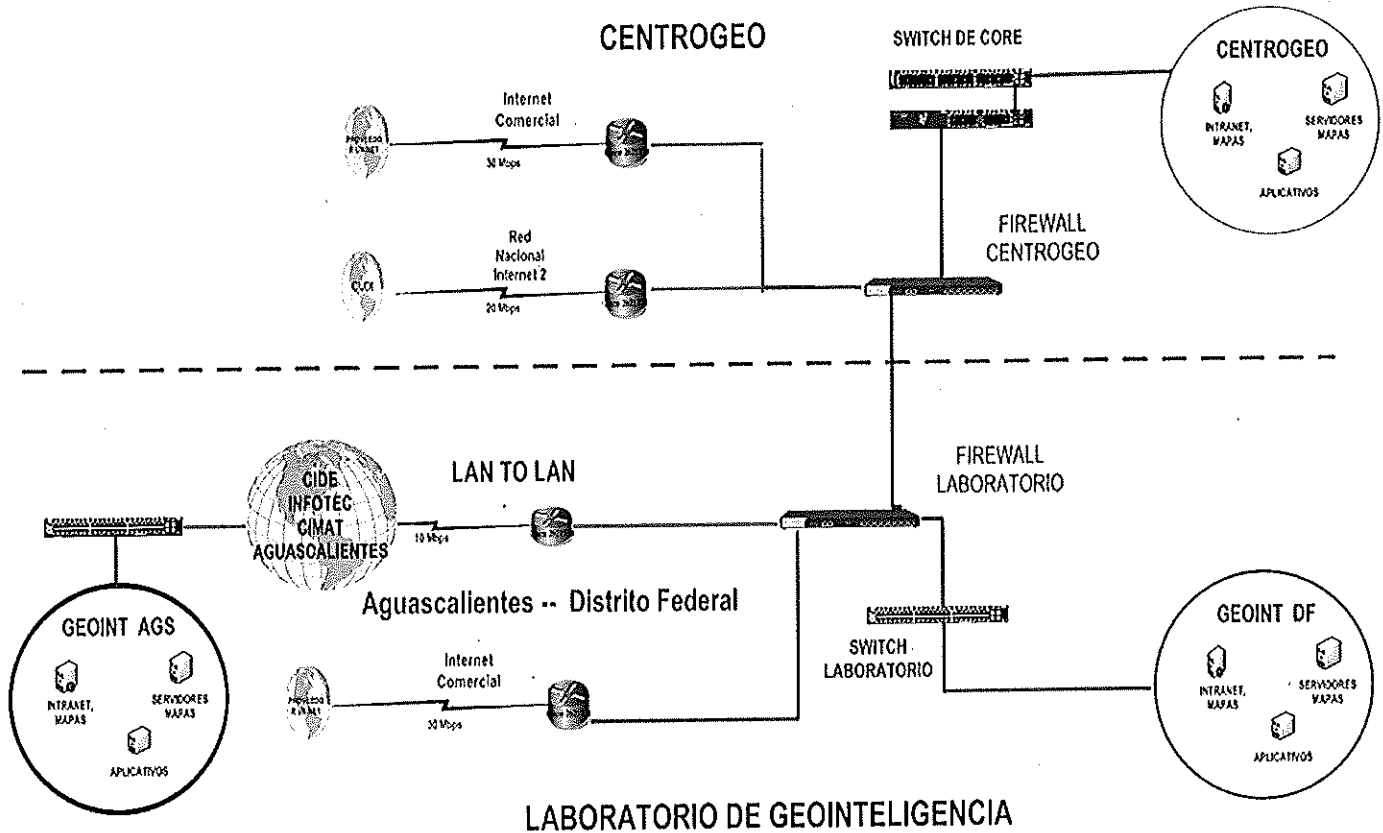 CENTROGEO
SWITCH DE CORE
CENTROGEO
INTRANET,
MAPAS
SERVIDORES
MAPAS
APLICATIVOS
Internet
Comercial
30 Mbps
FIREWALL
CENTROGEO
Red
Nacional
Internet 2
20 Mbps
LAN TO LAN
CIDE
INFOTEC
CIMAT
AGUASCALIENTES
10 Mbps
FIREWALL
LABORATORIO
Aguascalientes -- Distrito Federal
GEOINT AGS
INTRANET,
MAPAS
SERVIDORES
MAPAS
APLICATIVOS
Internet
Comercial
30 Mbps
SWITCH
LABORATORIO
GEOINT DF
INTRANET,
MAPAS
SERVIDORES
MAPAS
APLICATIVOS
LABORATORIO DE GEOINTELIGENCIA